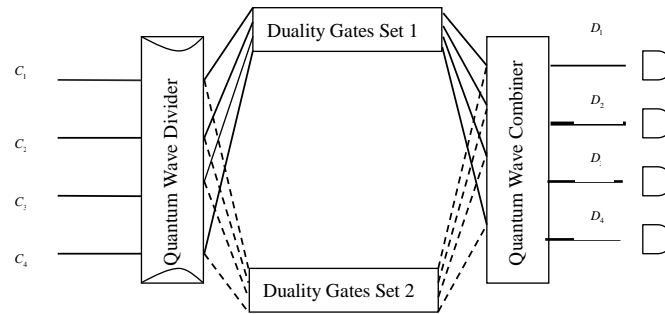 D₁
Duality Gates Set 1
C₁
D₂
C₂
Quantum Wave Divider
Quantum Wave Combiner
D
C₃
D₄
C₄
Duality Gates Set 2